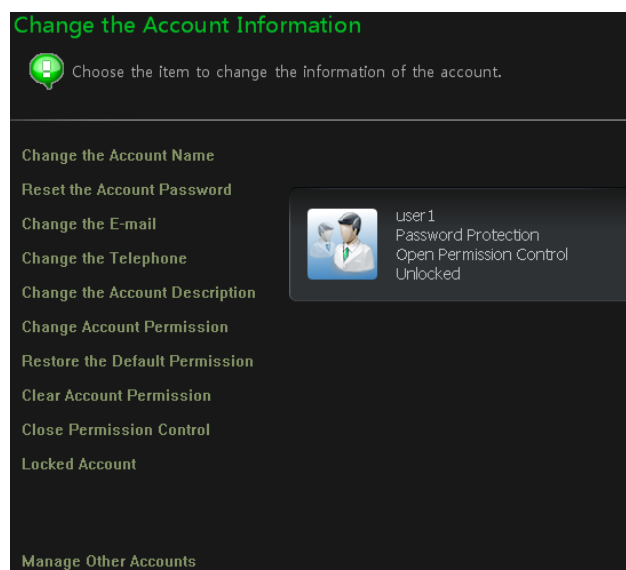 Change the Account Information
Choose the item to change the information of the account.
Change the Account Name
Reset the Account Password
Change the E-mail
Change the Telephone
Change the Account Description
Change Account Permission
Restore the Default Permission
Clear Account Permission
Close Permission Control
Locked Account
Manage Other Accounts
user1
Password Protection
Open Permission Control
Unlocked